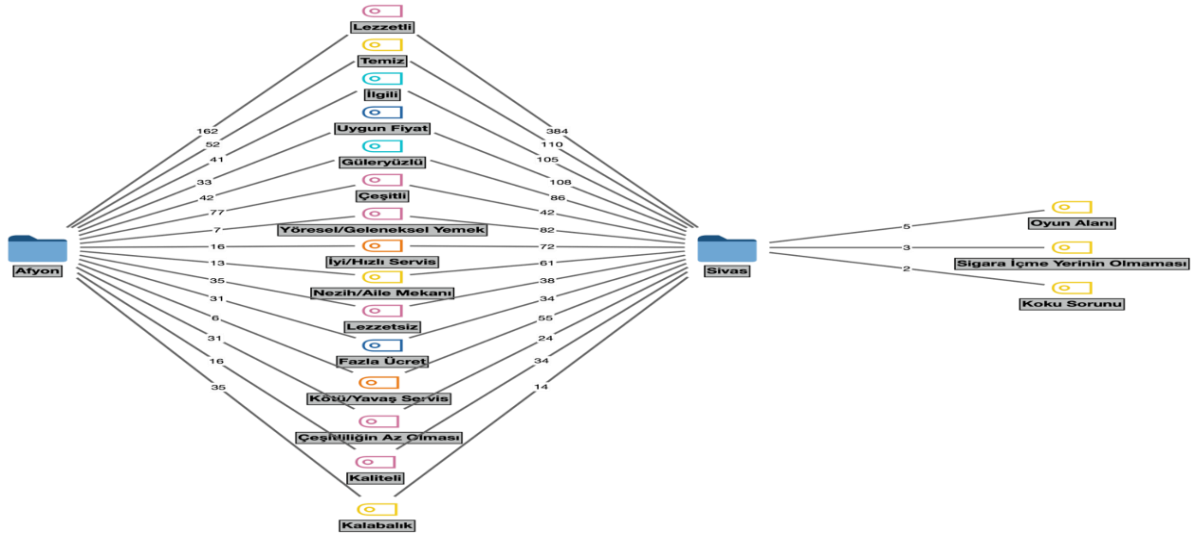 Lezzetli
Temiz
İlgili
Uygun Fiyat
162
384
52
110
41
105
Güleryüzlü
33
108
Çeşitli
42
86
77
42
Yöresel/Geleneksel Yemek
7
82
5
Oyun Alanı
16
72
3
İyi/Hızlı Servis
Sigara İçme Yerinin Olmaması
13
61
2
Afyon
Sivas
35
38
Nezih/Aile Mekanı
31
34
Koku Sorunu
6
55
Lezzetsiz
31
24
Fazla Ücret
16
34
35
14
Kötü/Yavaş Servis
Çeşitliliğin Az Olması
Kaliteli
Kalabalık